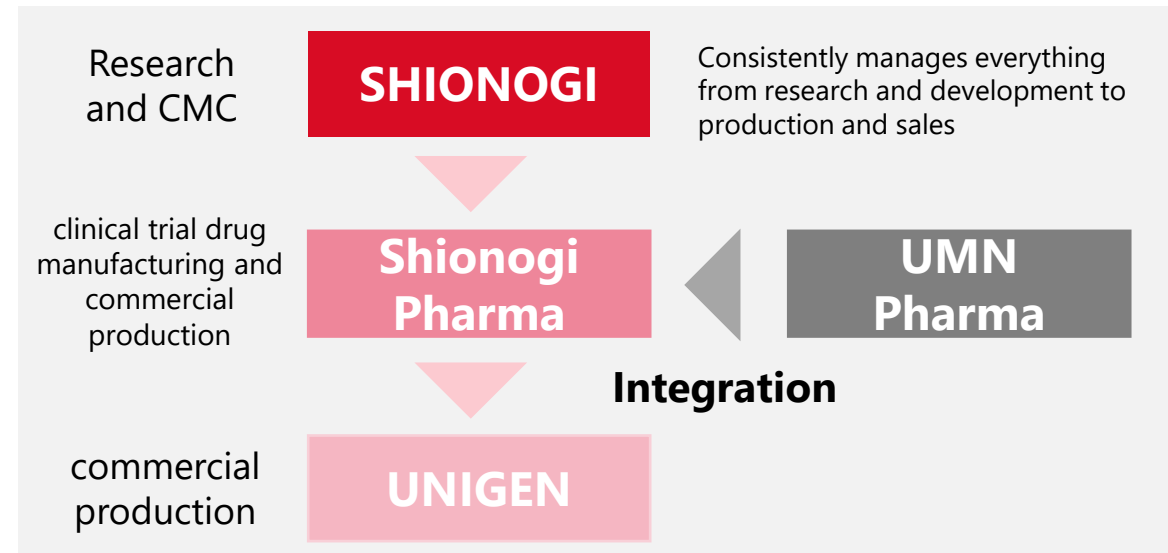 Research
and CMC
SHIONOGI
Consistently manages everything
from research and development to
production and sales
clinical trial drug
manufacturing and
commercial
production
Shionogi
Pharma
UMN
Pharma
Integration
commercial
production
UNIGEN